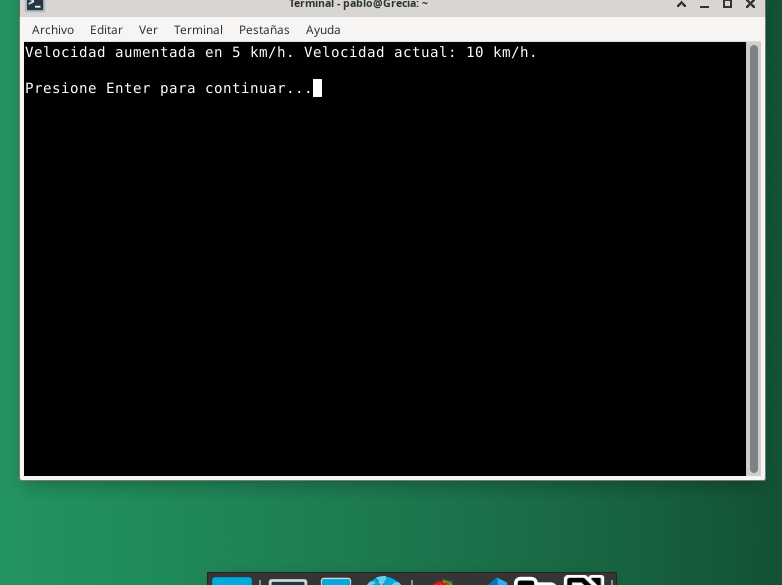 Terminal - pablo@Grecia: ~
Archivo Editar Ver Terminal Pestañas Ayuda
Velocidad aumentada en 5 km/h. Velocidad actual: 10 km/h.
Presione Enter para continuar...